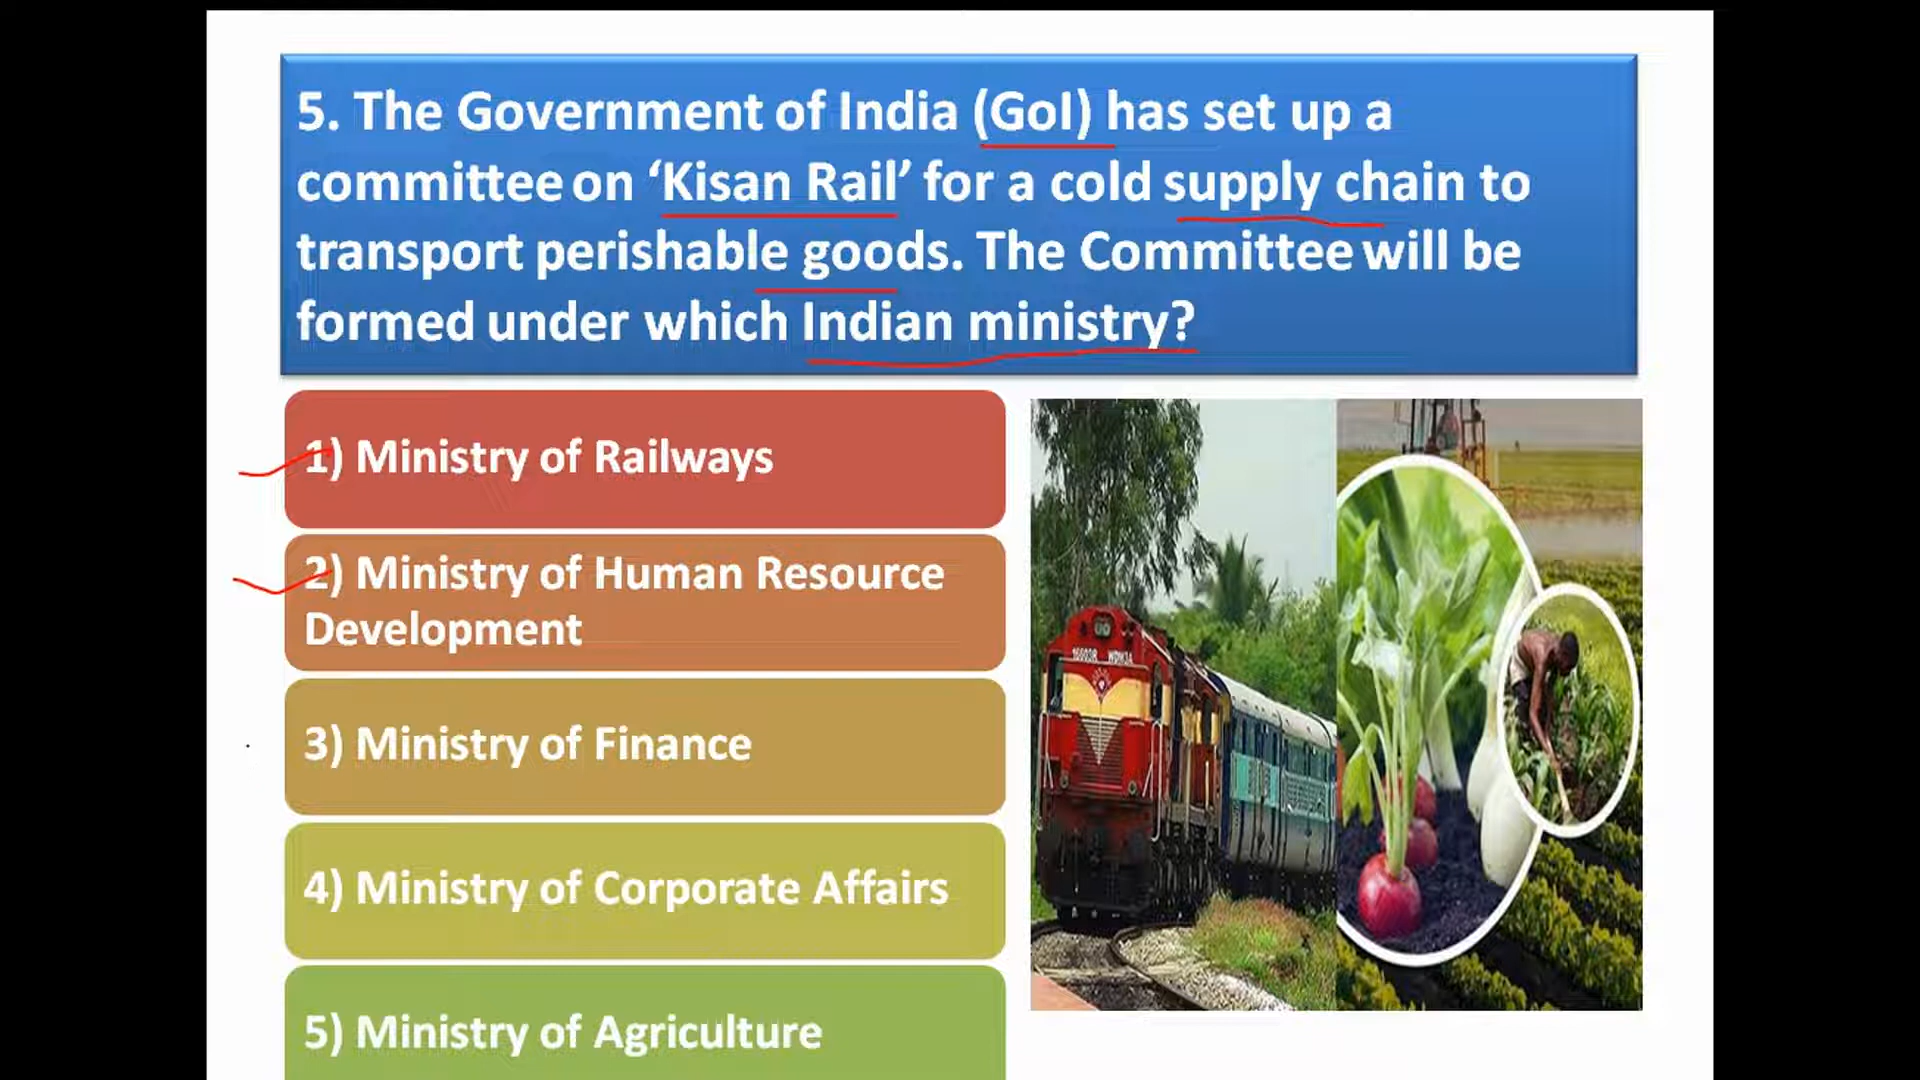 5. The Government of India (GoI) has set up a
committee on ‘Kisan Rail’ for a cold supply chain to
transport perishable goods. The Committee will be
formed under which Indian ministry?
1) Ministry of Railways
2) Ministry of Human Resource
Development
3) Ministry of Finance
4) Ministry of Corporate Affairs
5) Ministry of Agriculture